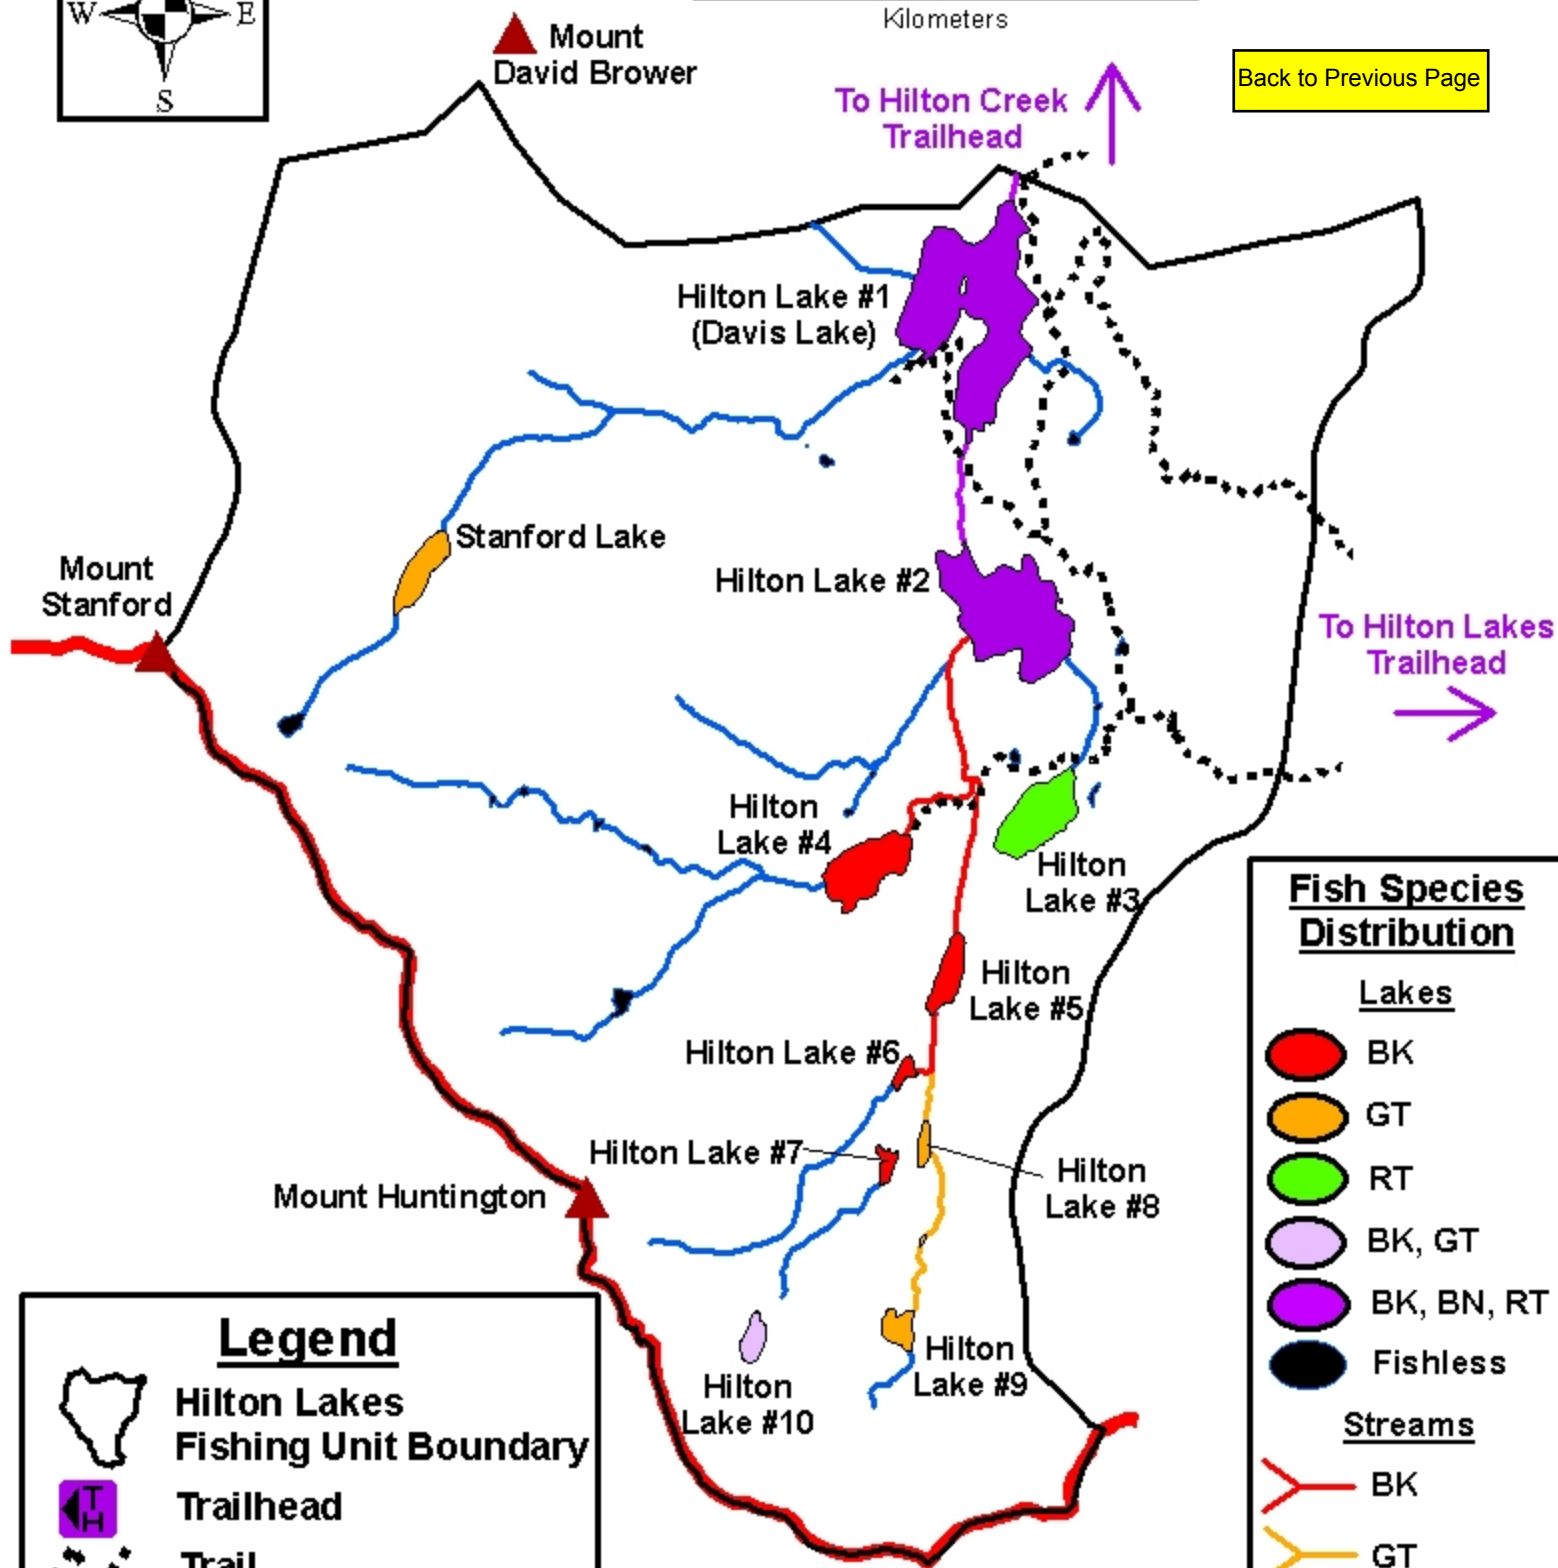 W E
S
Kilometers
Mount
David Brower
Back to Previous Page
To Hilton Creek
Trailhead
Hilton Lake #1
(Davis Lake)
Stanford Lake
Mount
Stanford
Hilton Lake #2
To Hilton Lakes
Trailhead
Hilton
Lake #4
Hilton
Lake #3
Hilton
Lake #5
Hilton Lake #6
Hilton Lake #7
Hilton
Lake #8
Mount Huntington
Hilton
Lake #9
Hilton
Lake #10
Fish Species
Distribution
Lakes
BK
GT
RT
BK, GT
BK, BN, RT
Fishless
Streams
BK
GT
Legend
Hilton Lakes
Fishing Unit Boundary
TH
Trailhead
Trail